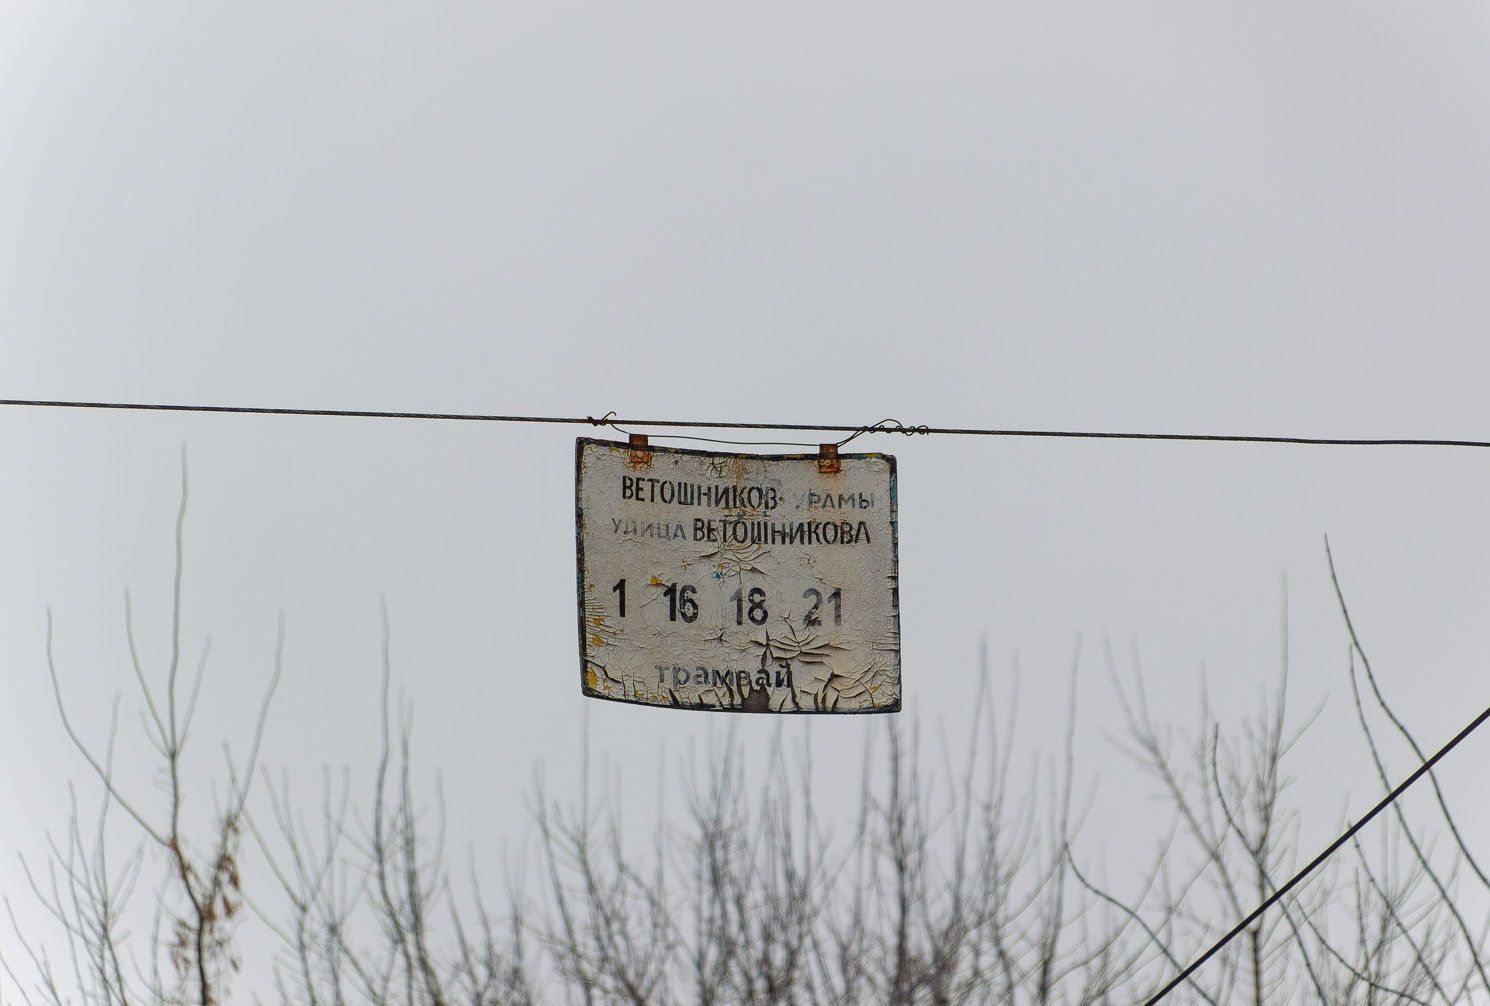 ВЕТОШНИКОВ УРАМЫ
УЛИЦА ВЕТОШНИКОВА
1 16 18 21
трамвай